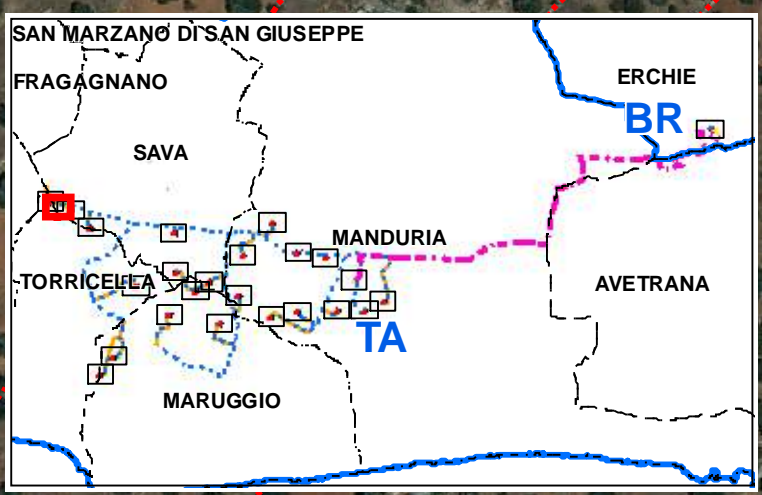 SAN MARZANO DI SAN GIUSEPPE
FRAGAGNANO
ERCHIE
BR
SAVA
MANDURIA
TORRICELLA
AVETRANA
TA
MARUGGIO